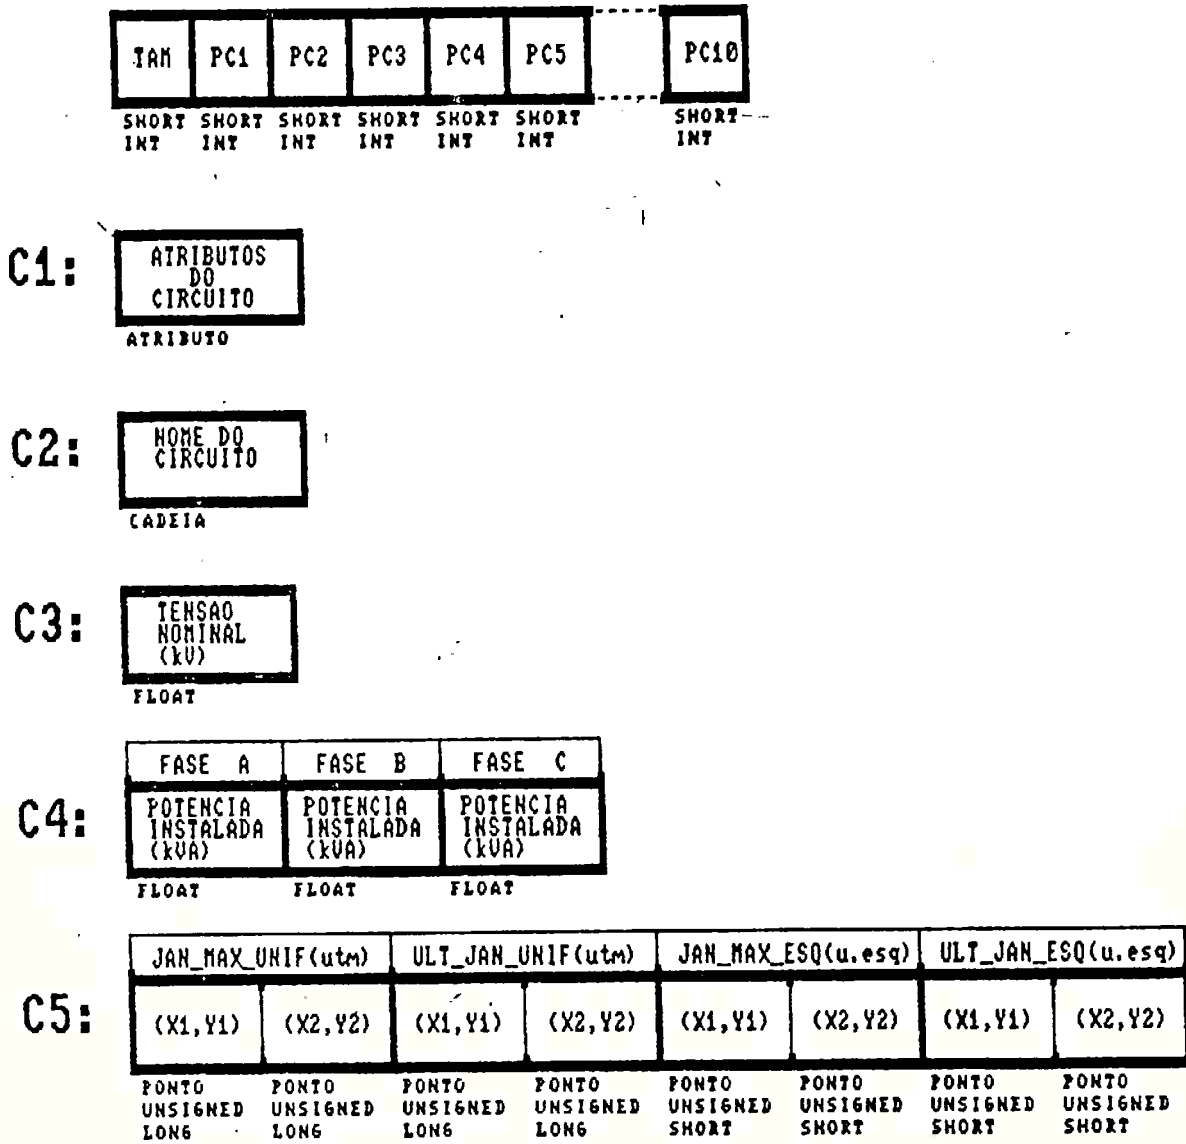 TAM PC1 PC2 PC3 PC4 PC5 PC10
SHORT SHORT SHORT SHORT SHORT SHORT SHORT
INT INT INT INT INT INT INT
C1:
ATRIBUTOS
DO
CIRCUITO
ATRIBUTO
C2:
NOME DO
CIRCUITO
CADEIA
C3:
TENSAO
NOMINAL
(kV)
FLOAT
C4:
FASE A FASE B FASE C
POTENCIA POTENCIA POTENCIA
INSTALADA INSTALADA INSTALADA
(kVA) (kVA) (kVA)
FLOAT FLOAT FLOAT
C5:
JAN_MAX_UNIF(utm) ULT_JAN_UNIF(utm) JAN_MAX_ESQ(u.esq) ULT_JAN_ESQ(u.esq)
(X1,Y1) (X2,Y2) (X1,Y1) (X2,Y2) (X1,Y1) (X2,Y2) (X1,Y1) (X2,Y2)
PONTO PONTO PONTO PONTO PONTO PONTO PONTO PONTO
UNSIGNED UNSIGNED UNSIGNED UNSIGNED UNSIGNED UNSIGNED UNSIGNED UNSIGNED
LONG LONG LONG LONG SHORT SHORT SHORT SHORT